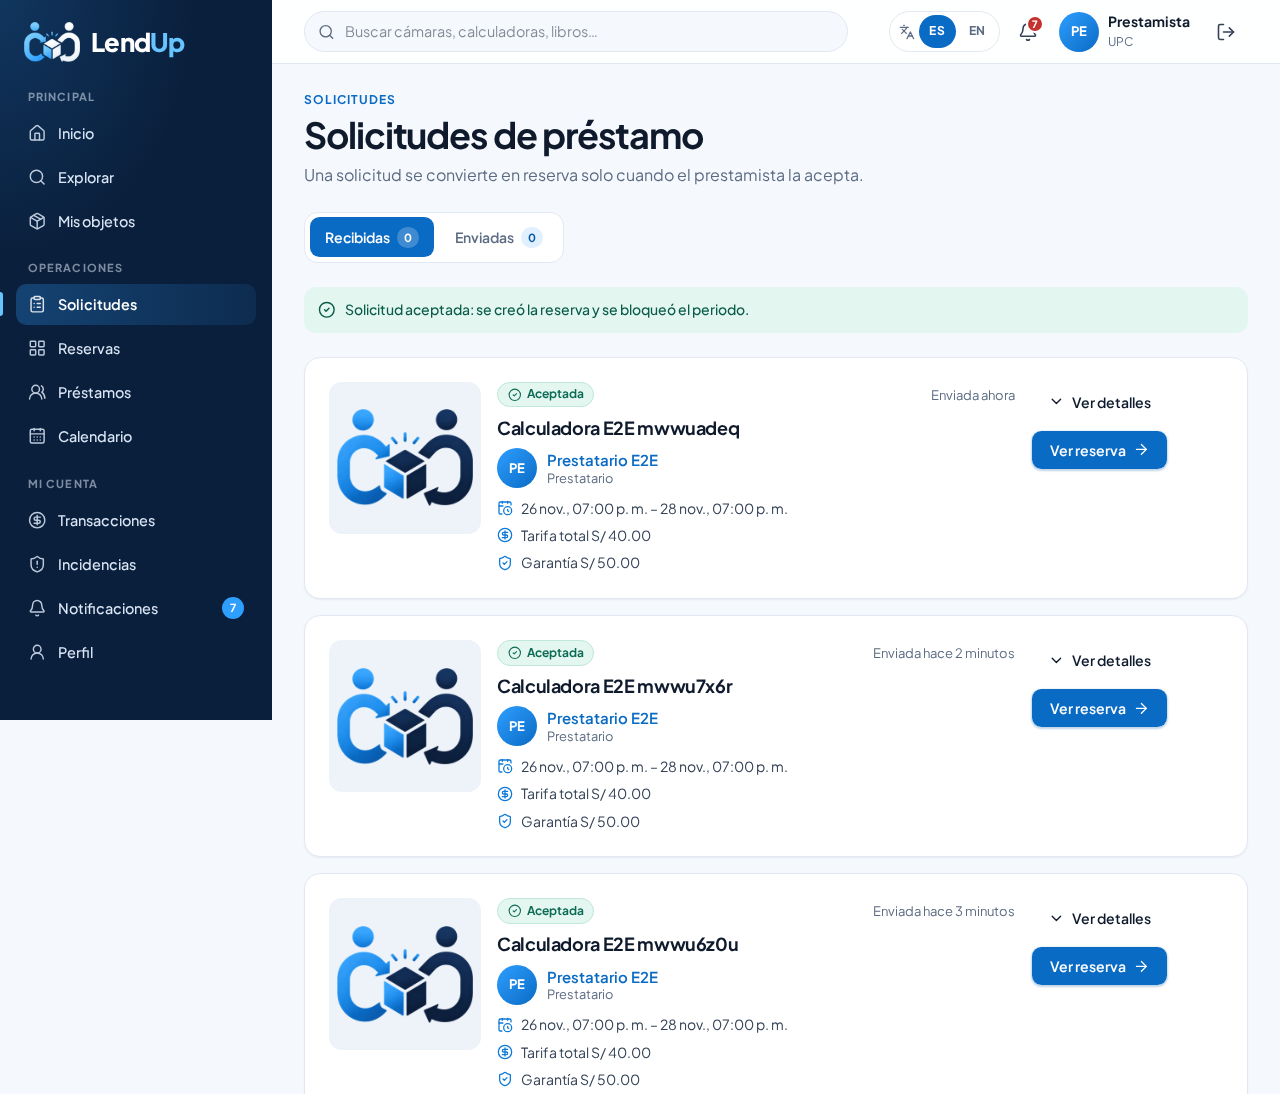 LendUp
PRINCIPAL
Inicio
Explorar
Mis objetos
OPERACIONES
Solicitudes
Reservas
Préstamos
Calendario
MI CUENTA
Transacciones
Incidencias
Notificaciones 7
Perfil
Buscar cámaras, calculadoras, libros…
ES EN
7
PE
Prestamista
UPC
SOLICITUDES
Solicitudes de préstamo
Una solicitud se convierte en reserva solo cuando el prestamista la acepta.
Recibidas 0 Enviadas 0
Solicitud aceptada: se creó la reserva y se bloqueó el periodo.
Aceptada
Enviada ahora
Calculadora E2E mwwuadeq
PE
Prestatario E2E
Prestatario
26 nov., 07:00 p. m. – 28 nov., 07:00 p. m.
Tarifa total S/ 40.00
Garantía S/ 50.00
Ver detalles
Ver reserva
Aceptada
Enviada hace 2 minutos
Calculadora E2E mwwu7x6r
PE
Prestatario E2E
Prestatario
26 nov., 07:00 p. m. – 28 nov., 07:00 p. m.
Tarifa total S/ 40.00
Garantía S/ 50.00
Ver detalles
Ver reserva
Aceptada
Enviada hace 3 minutos
Calculadora E2E mwwu6z0u
PE
Prestatario E2E
Prestatario
26 nov., 07:00 p. m. – 28 nov., 07:00 p. m.
Tarifa total S/ 40.00
Garantía S/ 50.00
Ver detalles
Ver reserva